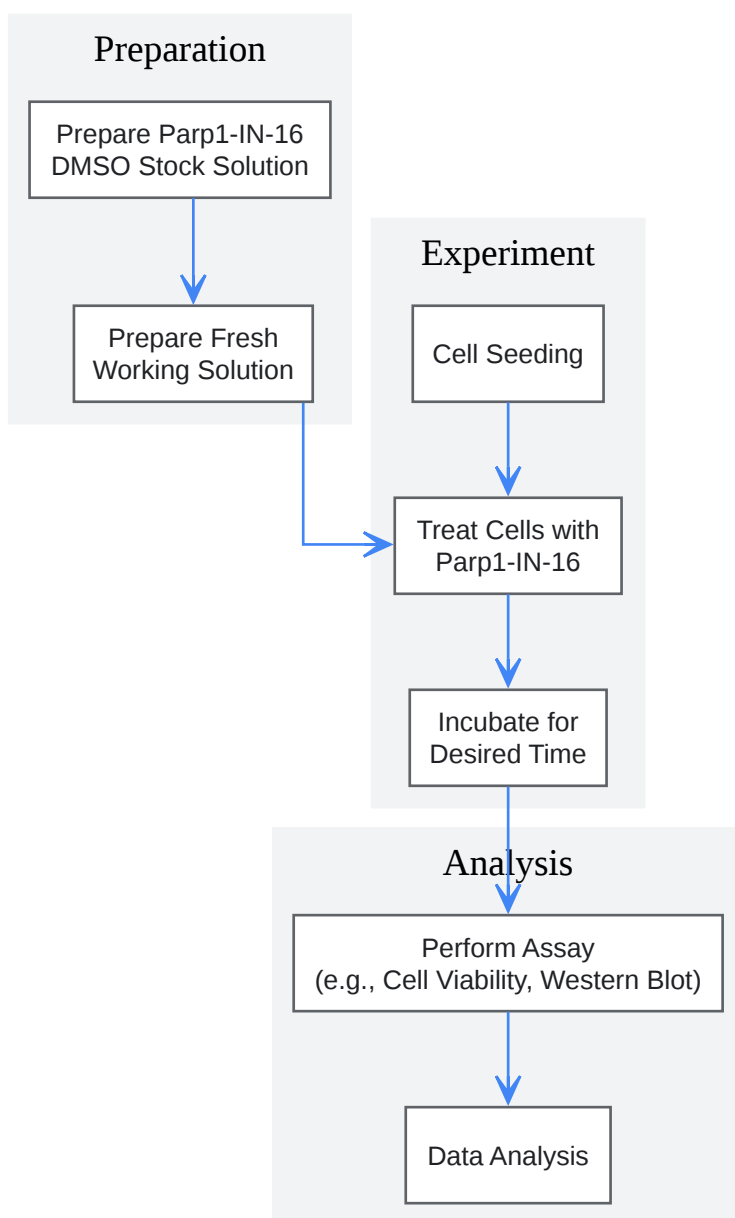 Preparation
Prepare Parp1-IN-16
DMSO Stock Solution
Prepare Fresh
Working Solution
Experiment
Cell Seeding
Treat Cells with
Parp1-IN-16
Incubate for
Desired Time
Analysis
Perform Assay
(e.g., Cell Viability, Western Blot)
Data Analysis